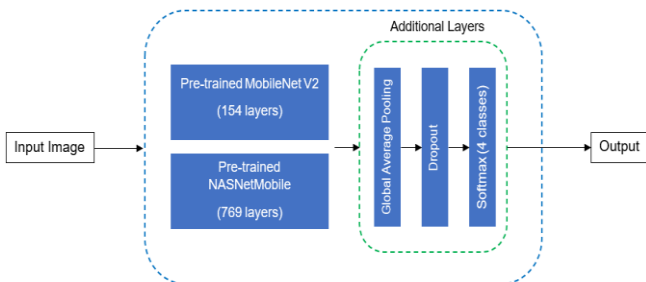 Additional Layers
Input Image
Pre-trained MobileNet V2
(154 layers)
Pre-trained
NASNetMobile
(769 layers)
Global Average Pooling
Dropout
Softmax (4 classes)
Output